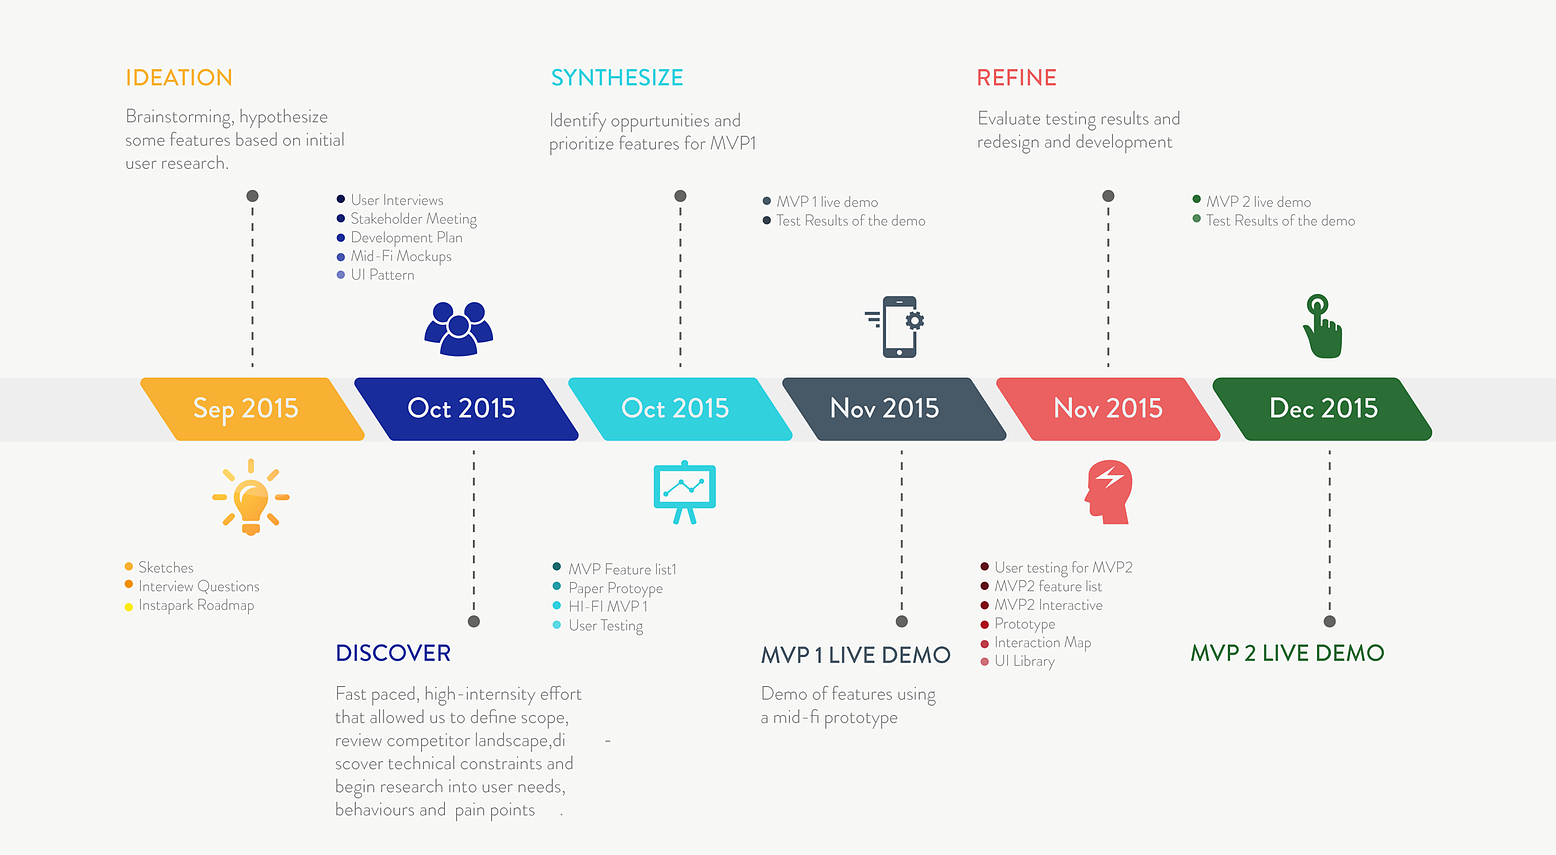 IDEATION
Brainstorming, hypothesize
some features based on initial
user research.
SYNTHESIZE
Identify oppurtunities and
prioritize features for MVP1
REFINE
Evaluate testing results and
redesign and development
User Interviews
Stakeholder Meeting
Development Plan
Mid-Fi Mockups
UI Pattern
MVP 1 live demo
Test Results of the demo
MVP 2 live demo
Test Results of the demo
Sep 2015
Oct 2015
Oct 2015
Nov 2015
Nov 2015
Dec 2015
Sketches
Interview Questions
Instapark Roadmap
MVP Feature list1
Paper Protoype
HI-FI MVP 1
User Testing
User testing for MVP2
MVP2 feature list
MVP2 Interactive
Prototype
Interaction Map
UI Library
DISCOVER
Fast paced, high-internsity effort
that allowed us to define scope,
review competitor landscape,di -
scover technical constraints and
begin research into user needs,
behaviours and pain points .
MVP 1 LIVE DEMO
Demo of features using
a mid-fi prototype
MVP 2 LIVE DEMO